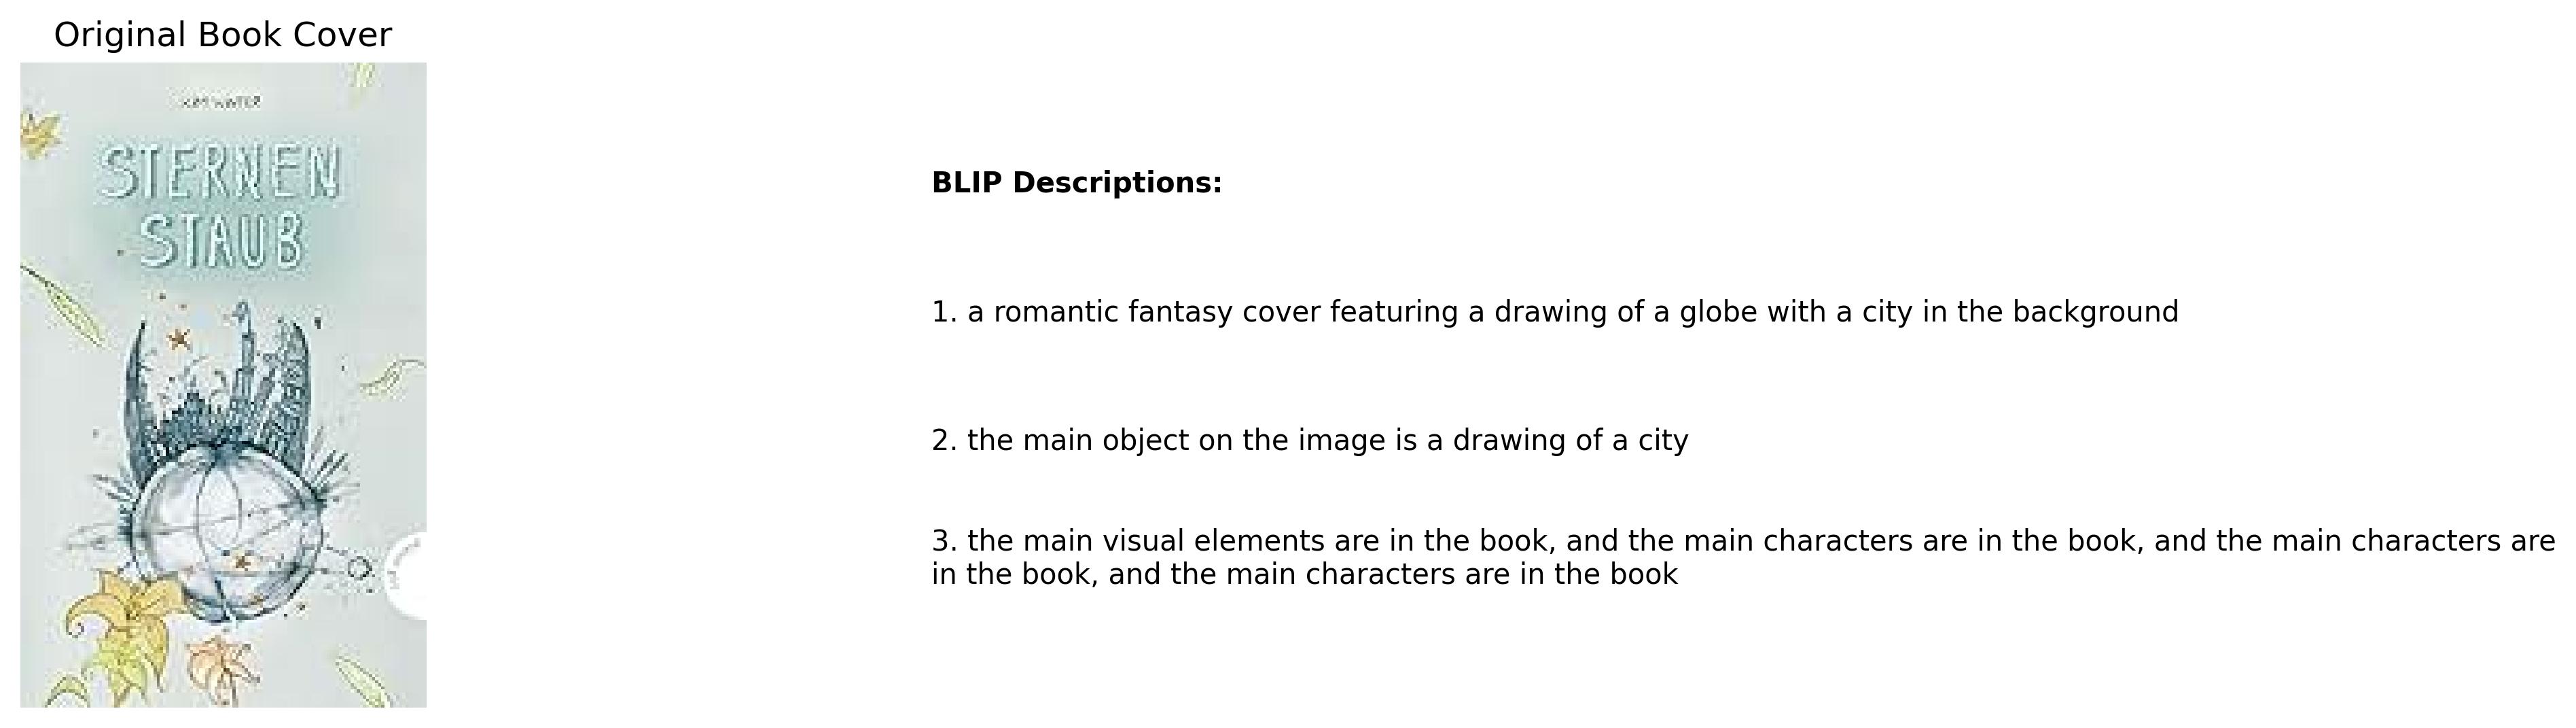 Original Book Cover
KIM WINTER
STERNEN
STAUB
BLIP Descriptions:
1. a romantic fantasy cover featuring a drawing of a globe with a city in the background
2. the main object on the image is a drawing of a city
3. the main visual elements are in the book, and the main characters are in the book, and the main characters are
in the book, and the main characters are in the book